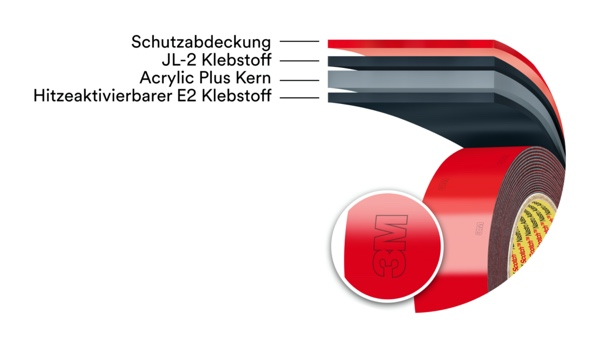 Schutzabdeckung
JL-2 Klebstoff
Acrylic Plus Kern
Hitzeaktivierbarer E2 Klebstoff
3M